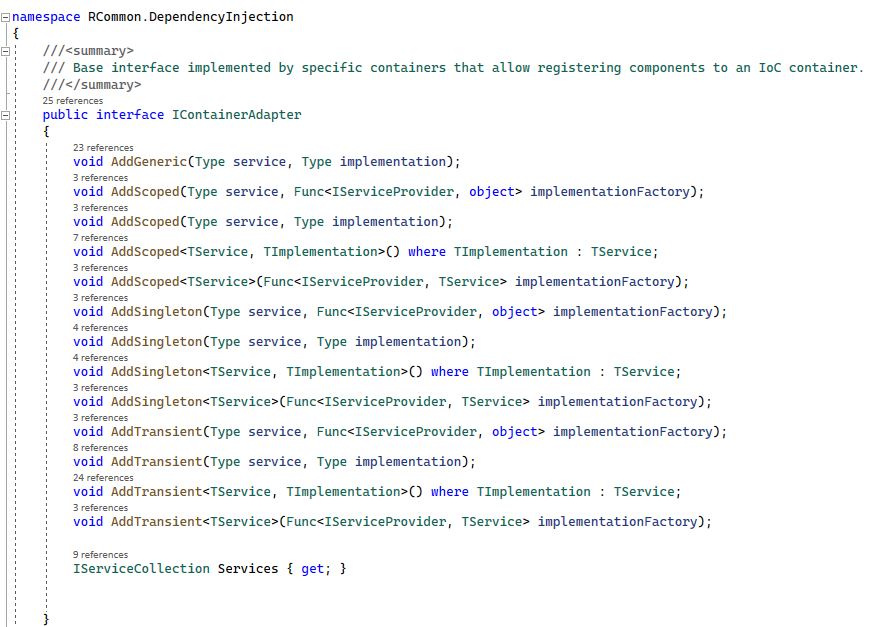 namespace RCommon.DependencyInjection
{
///<summary>
/// Base interface implemented by specific containers that allow registering components to an IoC container.
///</summary>
25 references
public interface IContainerAdapter
{
23 references
void AddGeneric(Type service, Type implementation);
3 references
void AddScoped(Type service, Func<IServiceProvider, object> implementationFactory);
3 references
void AddScoped(Type service, Type implementation);
7 references
void AddScoped<TService, TImplementation>() where TImplementation : TService;
3 references
void AddScoped<TService>(Func<IServiceProvider, TService> implementationFactory);
3 references
void AddSingleton(Type service, Func<IServiceProvider, object> implementationFactory);
4 references
void AddSingleton(Type service, Type implementation);
4 references
void AddSingleton<TService, TImplementation>() where TImplementation : TService;
3 references
void AddSingleton<TService>(Func<IServiceProvider, TService> implementationFactory);
3 references
void AddTransient(Type service, Func<IServiceProvider, object> implementationFactory);
8 references
void AddTransient(Type service, Type implementation);
24 references
void AddTransient<TService, TImplementation>() where TImplementation : TService;
3 references
void AddTransient<TService>(Func<IServiceProvider, TService> implementationFactory);
9 references
IServiceCollection Services { get; }
}